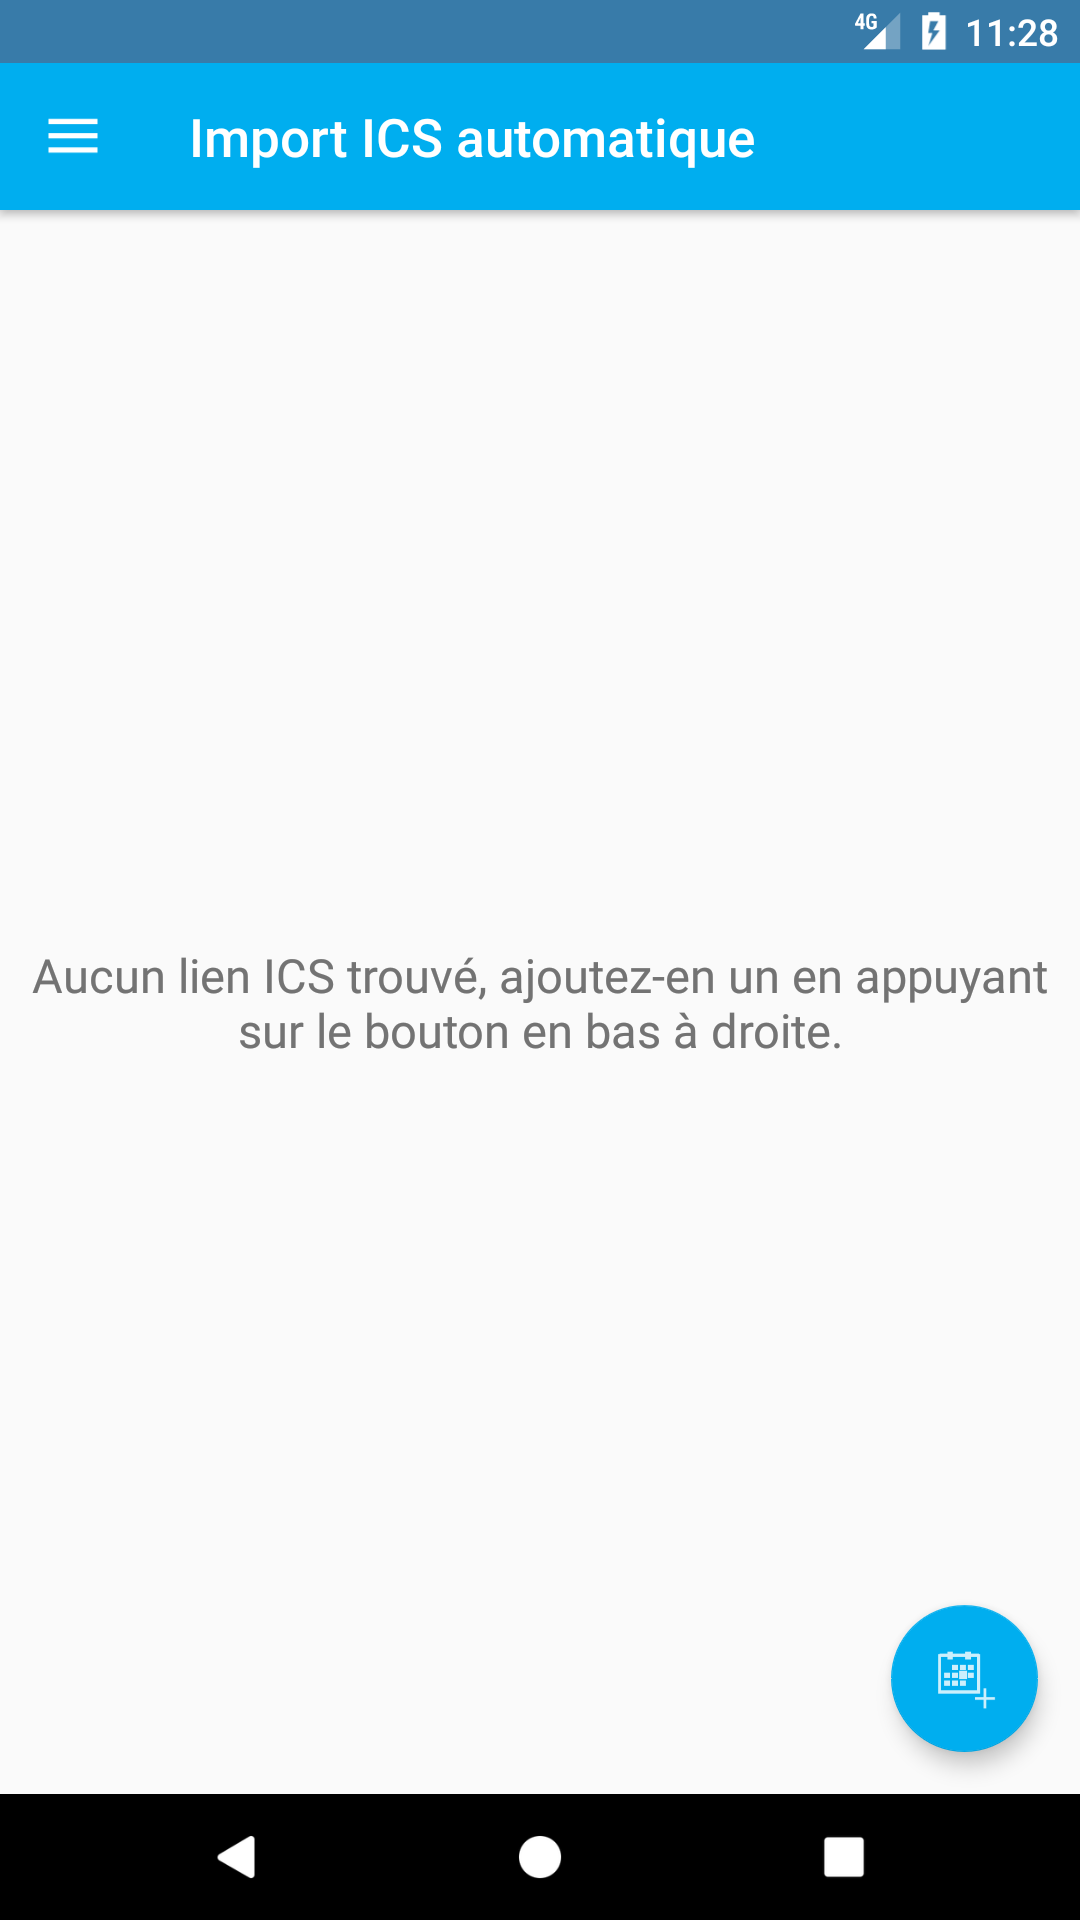 4G 11:28
Import ICS automatique
Aucun lien ICS trouvé, ajoutez-en un en appuyant
sur le bouton en bas à droite.